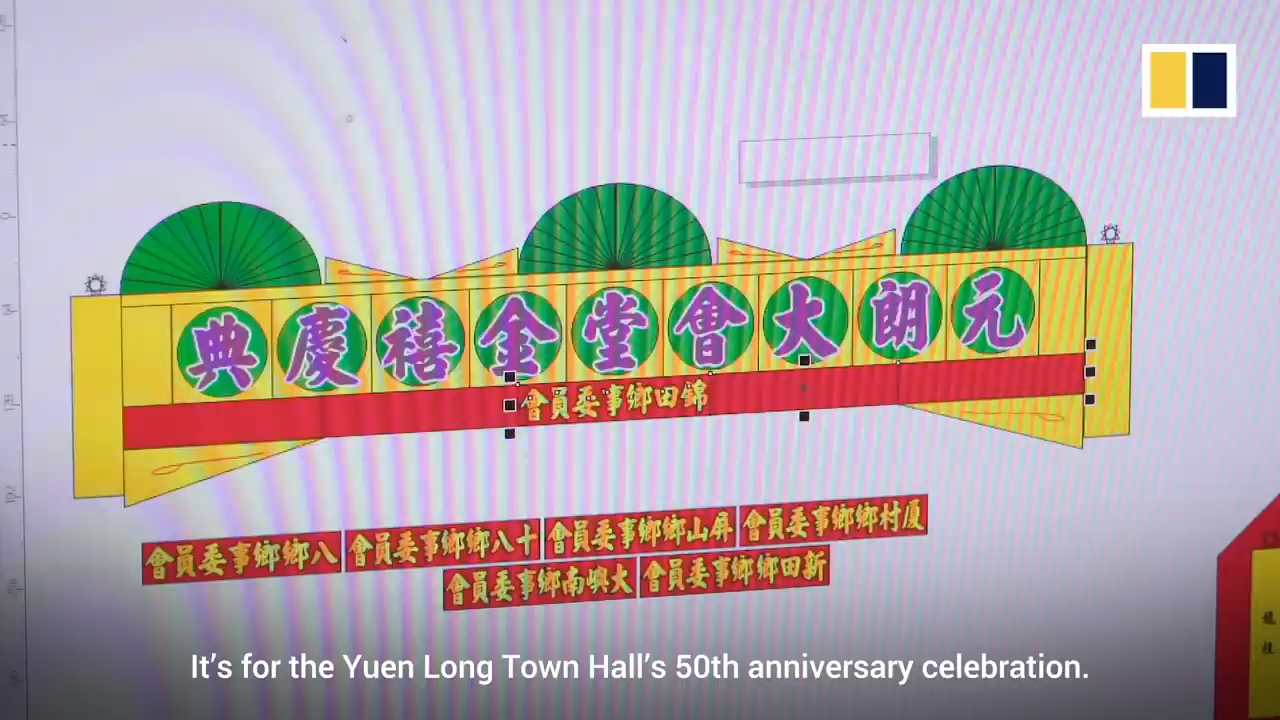 元朗大會堂金禧慶典
錦田鄉事委員會
厦村鄉鄉事委員會 屏山鄉鄉事委員會 十八鄉鄉事委員會 八鄉鄉事委員會
新田鄉鄉事委員會 大嶼南鄉事委員會
It’s for the Yuen Long Town Hall’s 50th anniversary celebration.